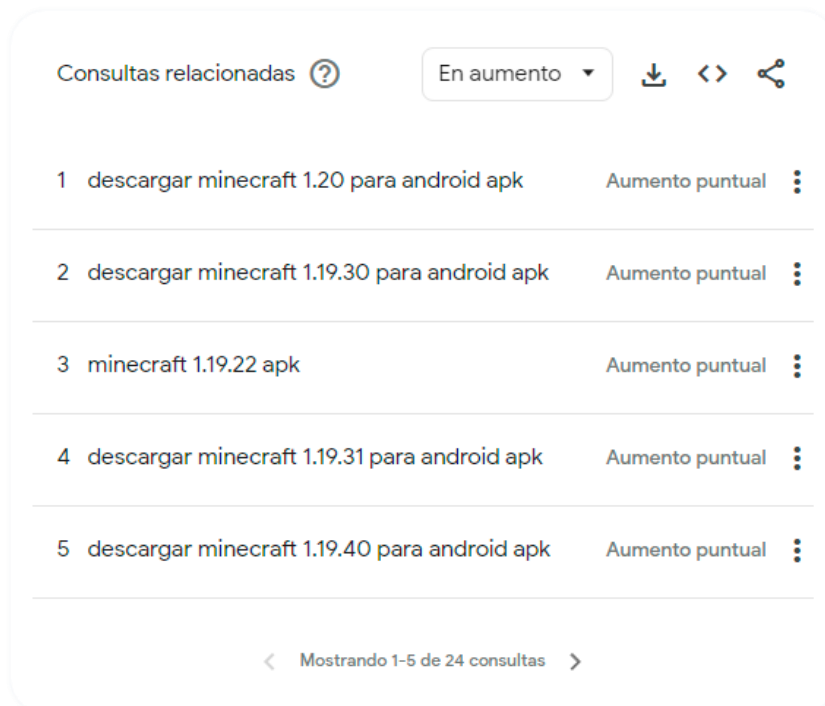 Consultas relacionadas
En aumento
1 descargar minecraft 1.20 para android apk Aumento puntual
2 descargar minecraft 1.19.30 para android apk Aumento puntual
3 minecraft 1.19.22 apk Aumento puntual
4 descargar minecraft 1.19.31 para android apk Aumento puntual
5 descargar minecraft 1.19.40 para android apk Aumento puntual
Mostrando 1-5 de 24 consultas